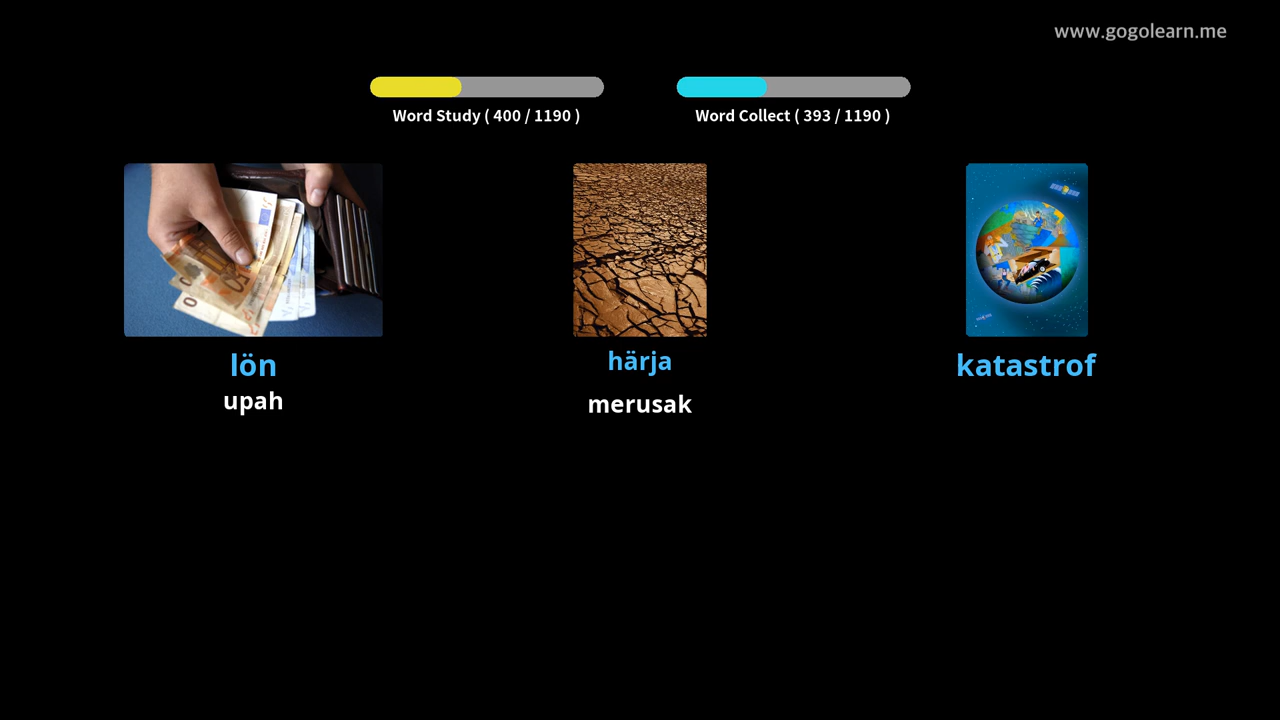 www.gogolearn.me
Word Study ( 400 / 1190 )
Word Collect ( 393 / 1190 )
lön
upah
härja
merusak
katastrof